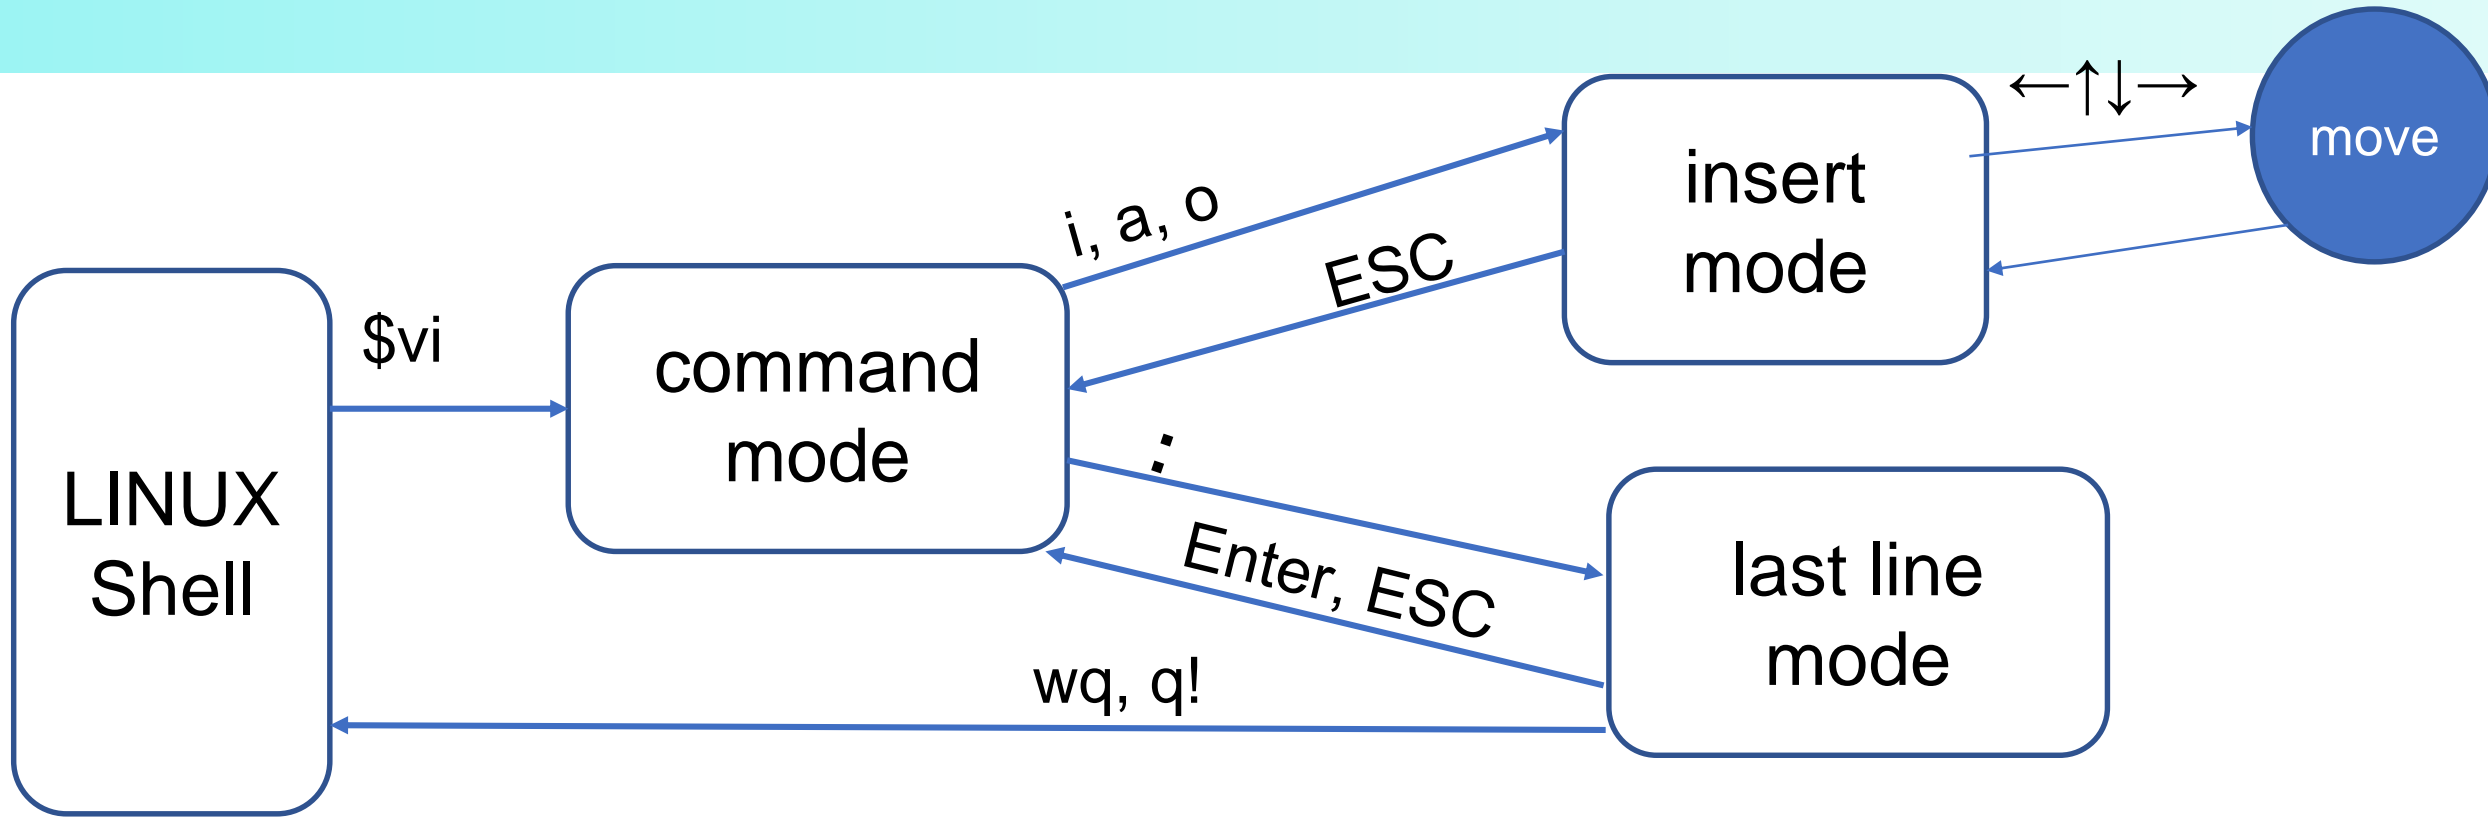 ←↑↓→
move
insert
mode
i, a, o
ESC
$vi
command
mode
:
LINUX
Shell
Enter, ESC
last line
mode
wq, q!